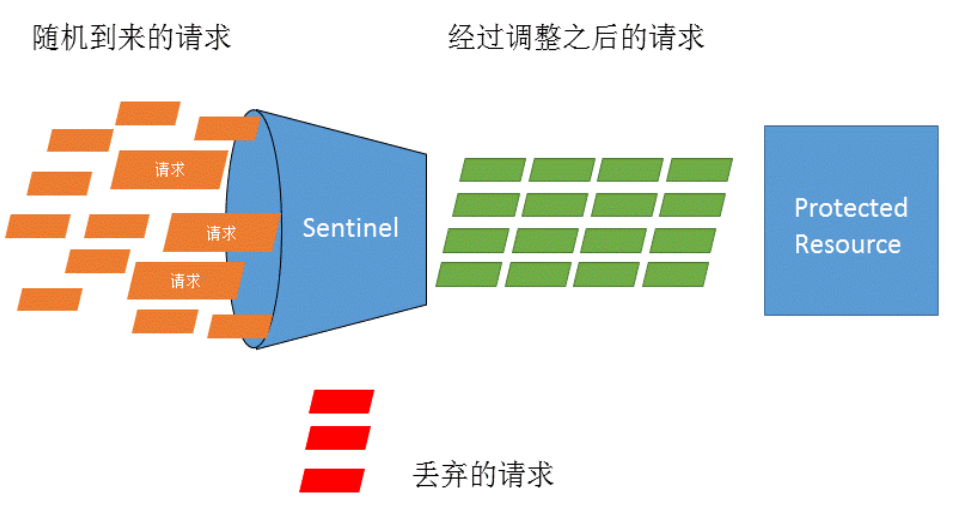 随机到来的请求
经过调整之后的请求
请求
请求
请求
Sentinel
Protected
Resource
丢弃的请求